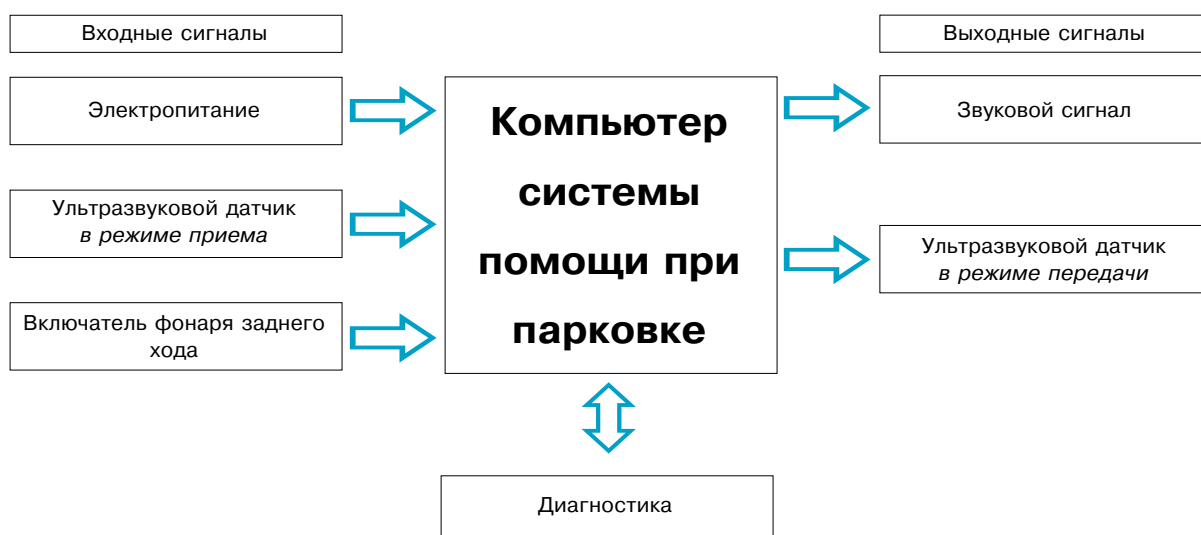 Входные сигналы
Выходные сигналы
Электропитание
Ультразвуковой датчик
в режиме приема
Включатель фонаря заднего
хода
Компьютер
системы
помощи при
парковке
Звуковой сигнал
Ультразвуковой датчик
в режиме передачи
Диагностика